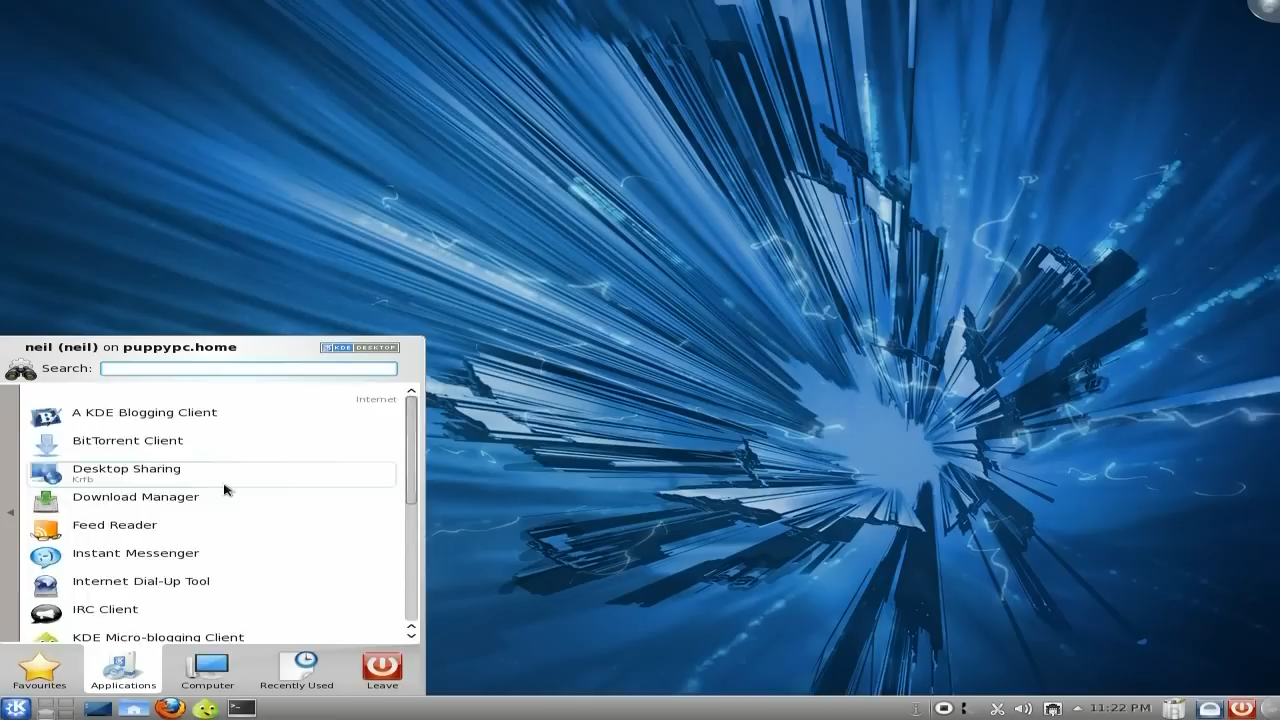 neil (neil) on puppypc.home
KDE DESKTOP
Search:
Internet
A KDE Blogging Client
BitTorrent Client
Desktop Sharing
Krfb
Download Manager
Feed Reader
Instant Messenger
Internet Dial-Up Tool
IRC Client
KDE Micro-blogging Client
Favourites
Applications
Computer
Recently Used
Leave
11:22 PM